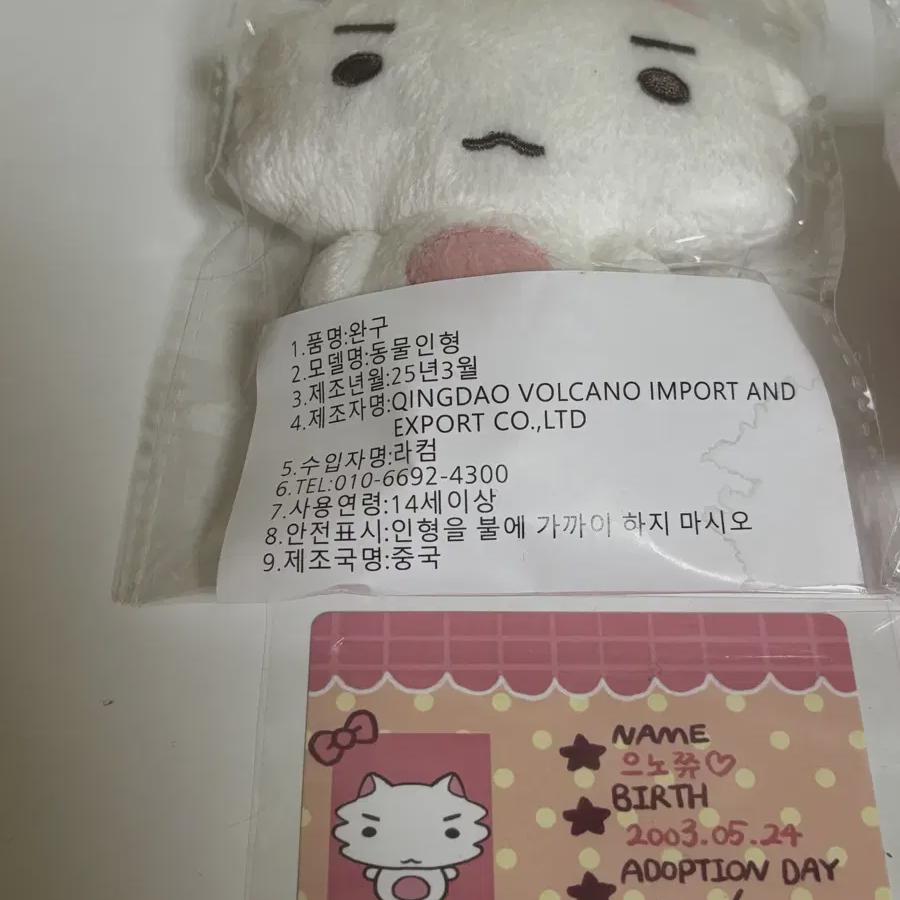 1.품명:완구
2.모델명:동물인형
3.제조년월:25년3월
4.제조자명:QINGDAO VOLCANO IMPORT AND
EXPORT CO.,LTD
5.수입자명:라컴
6.TEL:010-6692-4300
7.사용연령:14세이상
8.안전표시:인형을 불에 가까이 하지 마시오
9.제조국명:중국
NAME
으노쮸♡
BIRTH
2003.05.24
ADOPTION DAY